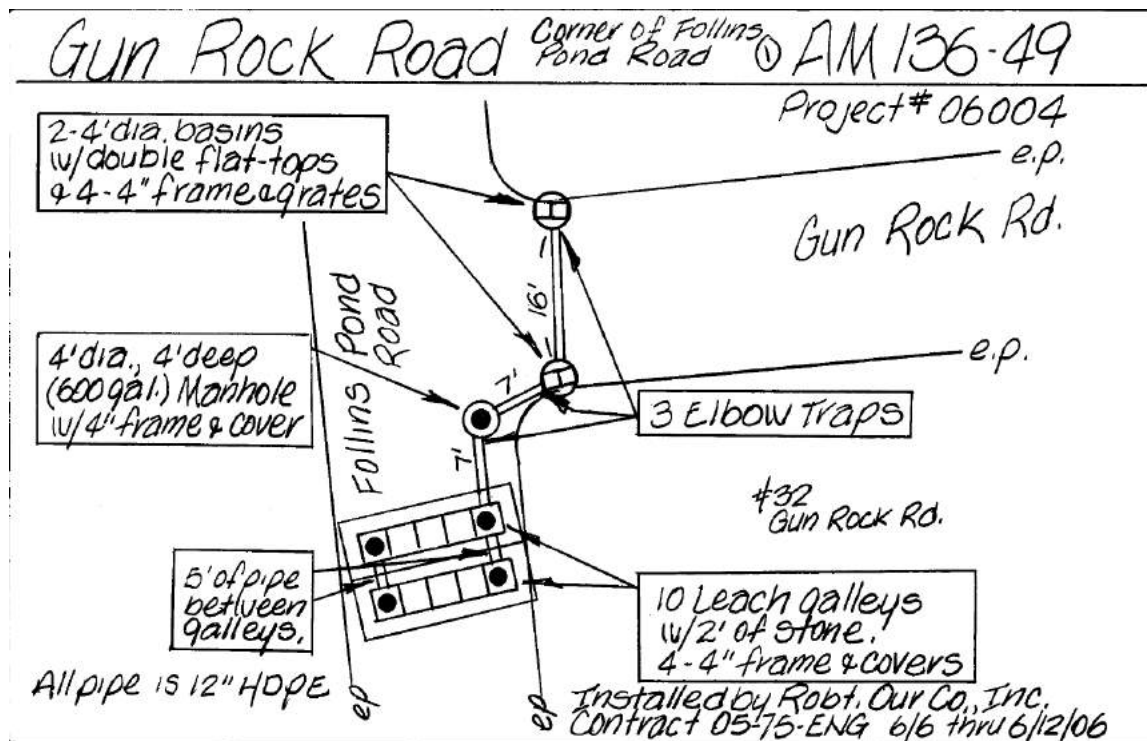 Gun Rock Road Corner of Follins Pond Road ① AM 136-49
Project # 06004
2-4' dia. basins
w/double flat-tops
& 4-4" frame & grates
e.p.
Gun Rock Rd.
Follins Pond Road
16'
4' dia., 4' deep
(600 gal.) Manhole
w/4" frame & cover
e.p.
7'
3 Elbow Traps
7'
#32
Gun Rock Rd.
5' of pipe
between
galleys.
10 Leach galleys
w/2' of stone.
4-4" frame & covers
All pipe is 12" HDPE
ep
ep
Installed by Robt. Our Co., Inc.
Contract 05-75-ENG 6/6 thru 6/12/06